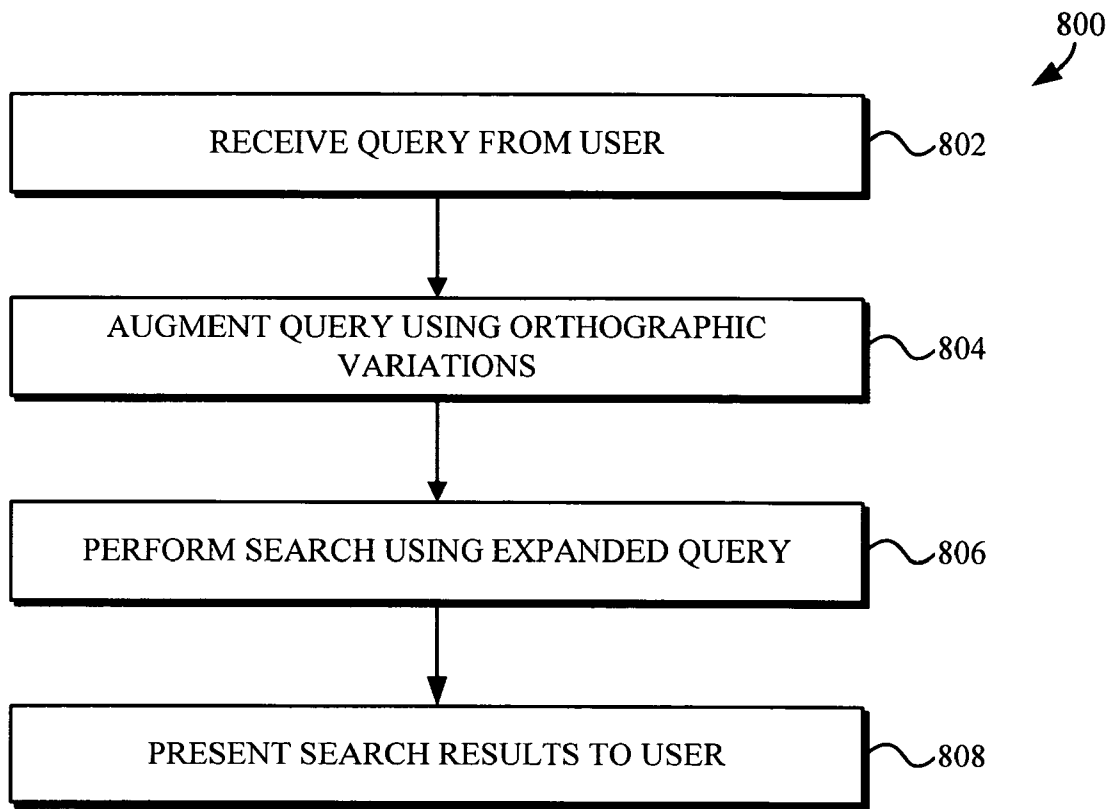 800
RECEIVE QUERY FROM USER
802
AUGMENT QUERY USING ORTHOGRAPHIC
VARIATIONS
804
PERFORM SEARCH USING EXPANDED QUERY
806
PRESENT SEARCH RESULTS TO USER
808